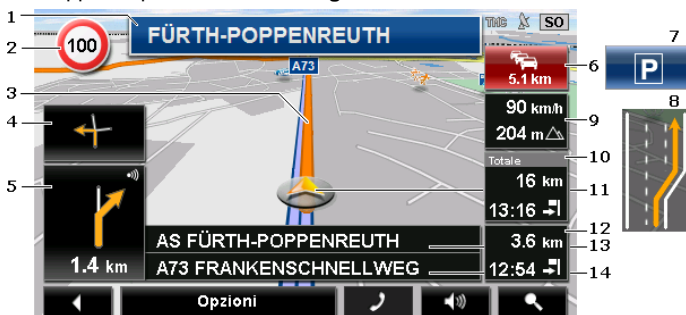 1
FÜRTH-POPPENREUTH
TMC
SO
7
2
100
A73
5.1 km
6
P
3
8
90 km/h
9
204 m
4
Totale
10
16 km
11
5
13:16
12
AS FÜRTH-POPPENREUTH
3.6 km
13
1.4 km
A73 FRANKENSCHNELLWEG
12:54
14
Opzioni